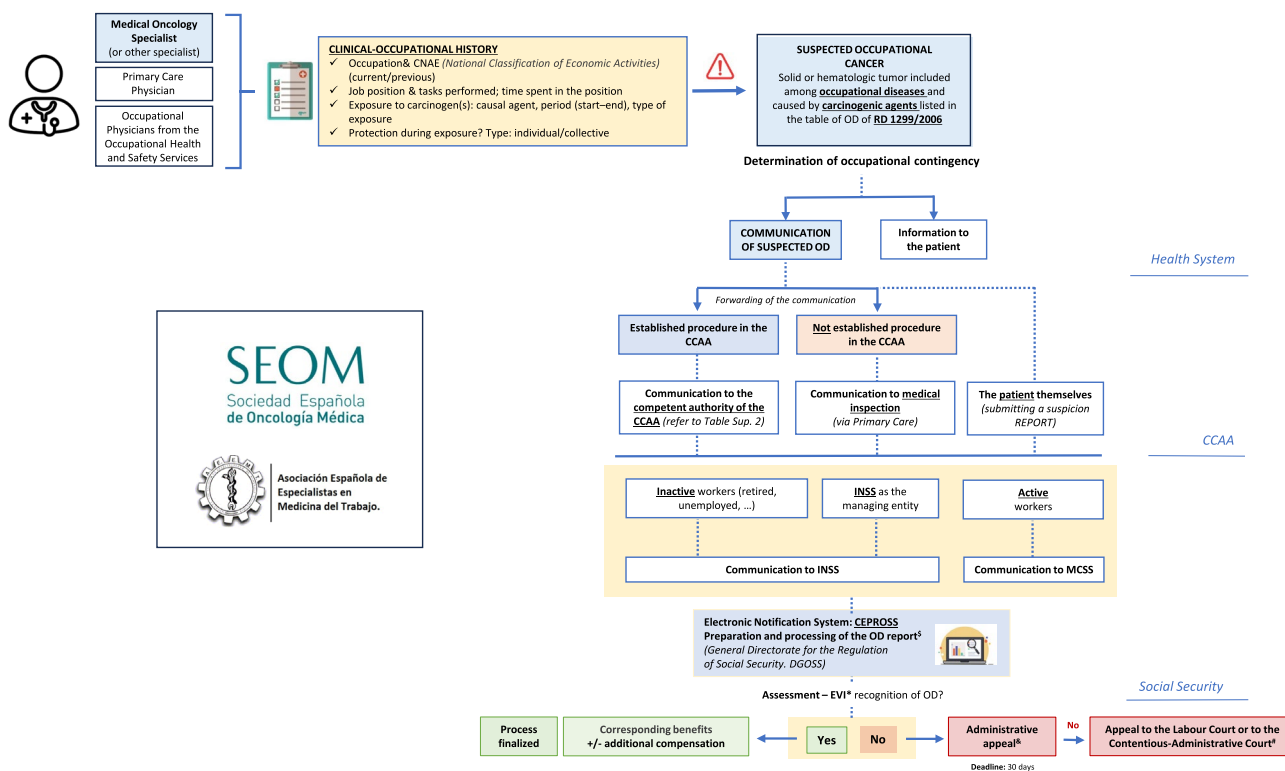 Medical Oncology
Specialist
(or other specialist)
Primary Care
Physician
Occupational
Physicians from the
Occupational Health
and Safety Services
CLINICAL-OCCUPATIONAL HISTORY
✓ Occupation& CNAE (National Classification of Economic Activities)
(current/previous)
✓ Job position & tasks performed; time spent in the position
✓ Exposure to carcinogen(s): causal agent, period (start–end), type of
exposure
✓ Protection during exposure? Type: individual/collective
SUSPECTED OCCUPATIONAL
CANCER
Solid or hematologic tumor included
among occupational diseases and
caused by carcinogenic agents listed in
the table of OD of RD 1299/2006
Determination of occupational contingency
COMMUNICATION
OF SUSPECTED OD
Information to
the patient
Health System
Forwarding of the communication
Established procedure in the
CCAA
Not established procedure
in the CCAA
Communication to the
competent authority of the
CCAA (refer to Table Sup. 2)
Communication to medical
inspection
(via Primary Care)
The patient themselves
(submitting a suspicion
REPORT)
CCAA
SEOM
Sociedad Española
de Oncología Médica
A E E M T
Asociación Española de
Especialistas en
Medicina del Trabajo.
Inactive workers (retired,
unemployed, ...)
INSS as the
managing entity
Active
workers
Communication to INSS
Communication to MCSS
Electronic Notification System: CEPROSS
Preparation and processing of the OD report$
(General Directorate for the Regulation
of Social Security. DGOSS)
Social Security
Assessment – EVI* recognition of OD?
Process
finalized
Corresponding benefits
+/- additional compensation
Yes
No
Administrative
appeal&
No
Appeal to the Labour Court or to the
Contentious-Administrative Court#
Deadline: 30 days